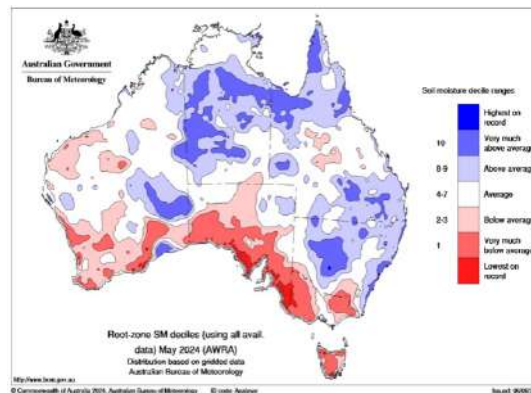 Australian Government
Bureau of Meteorology
Soil moisture decile ranges
Highest on
record
10
Very much
above average
8-9
Above average
4-7
Average
2-3
Below average
1
Very much
below average
Lowest on
record
Root-zone SM deciles (using all avail.
data) May 2024 (AWRA)
Distribution based on gridded data
Australian Bureau of Meteorology
http://www.bom.gov.au
© Commonwealth of Australia 2024, Australian Bureau of Meteorology
ID code:
Issued: